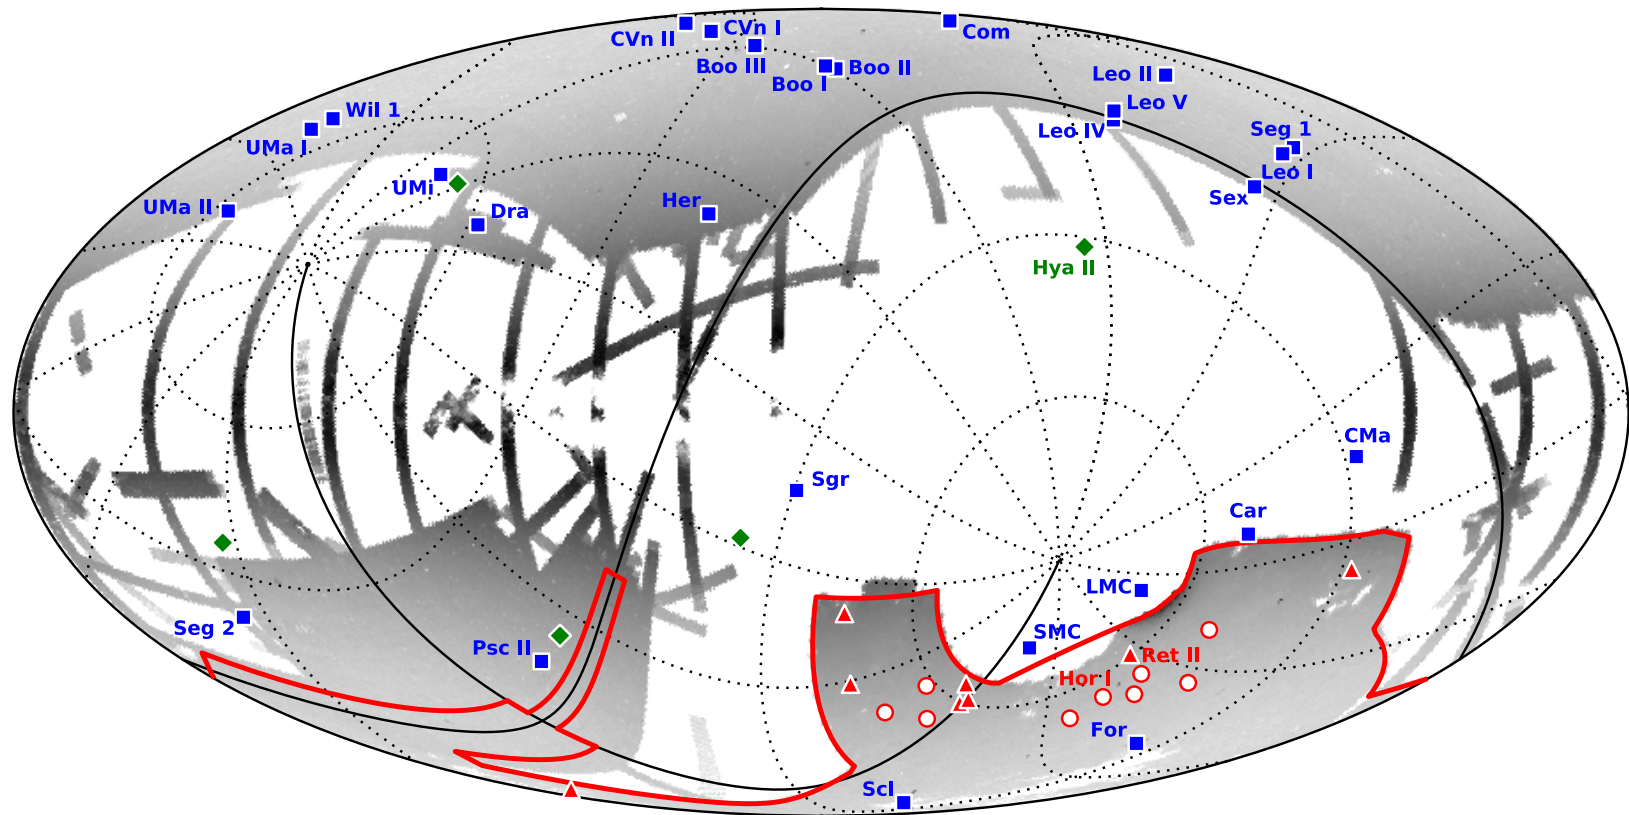 CVn II
CVn I
Com
Boo III
Boo I
Boo II
Leo II
Leo V
Leo IV
Wil 1
UMa I
Seg 1
Leo I
Sex
UMi
UMa II
Dra
Her
Hya II
CMa
Sgr
Car
LMC
SMC
Seg 2
Psc II
Ret II
Hor I
For
Scl